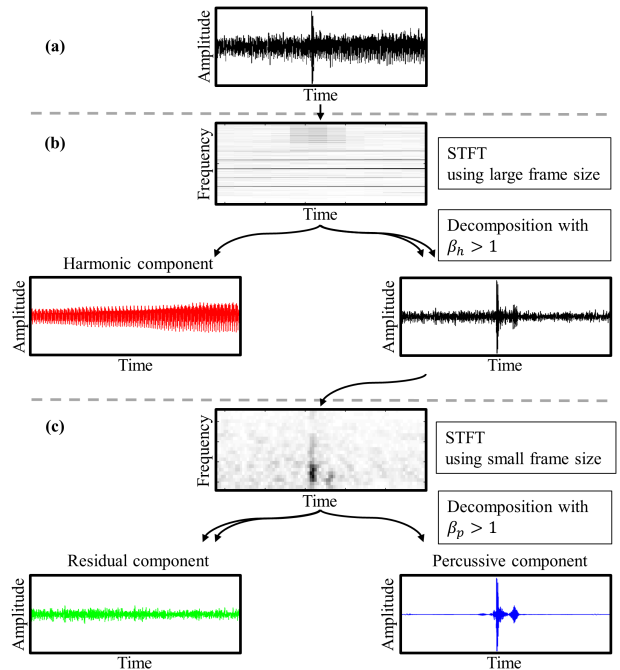 (a)
Amplitude
Time
(b)
Frequency
Time
STFT
using large frame size
Decomposition with
β_h > 1
Harmonic component
Amplitude
Time
Amplitude
Time
(c)
Frequency
Time
STFT
using small frame size
Decomposition with
β_p > 1
Residual component
Amplitude
Time
Percussive component
Amplitude
Time